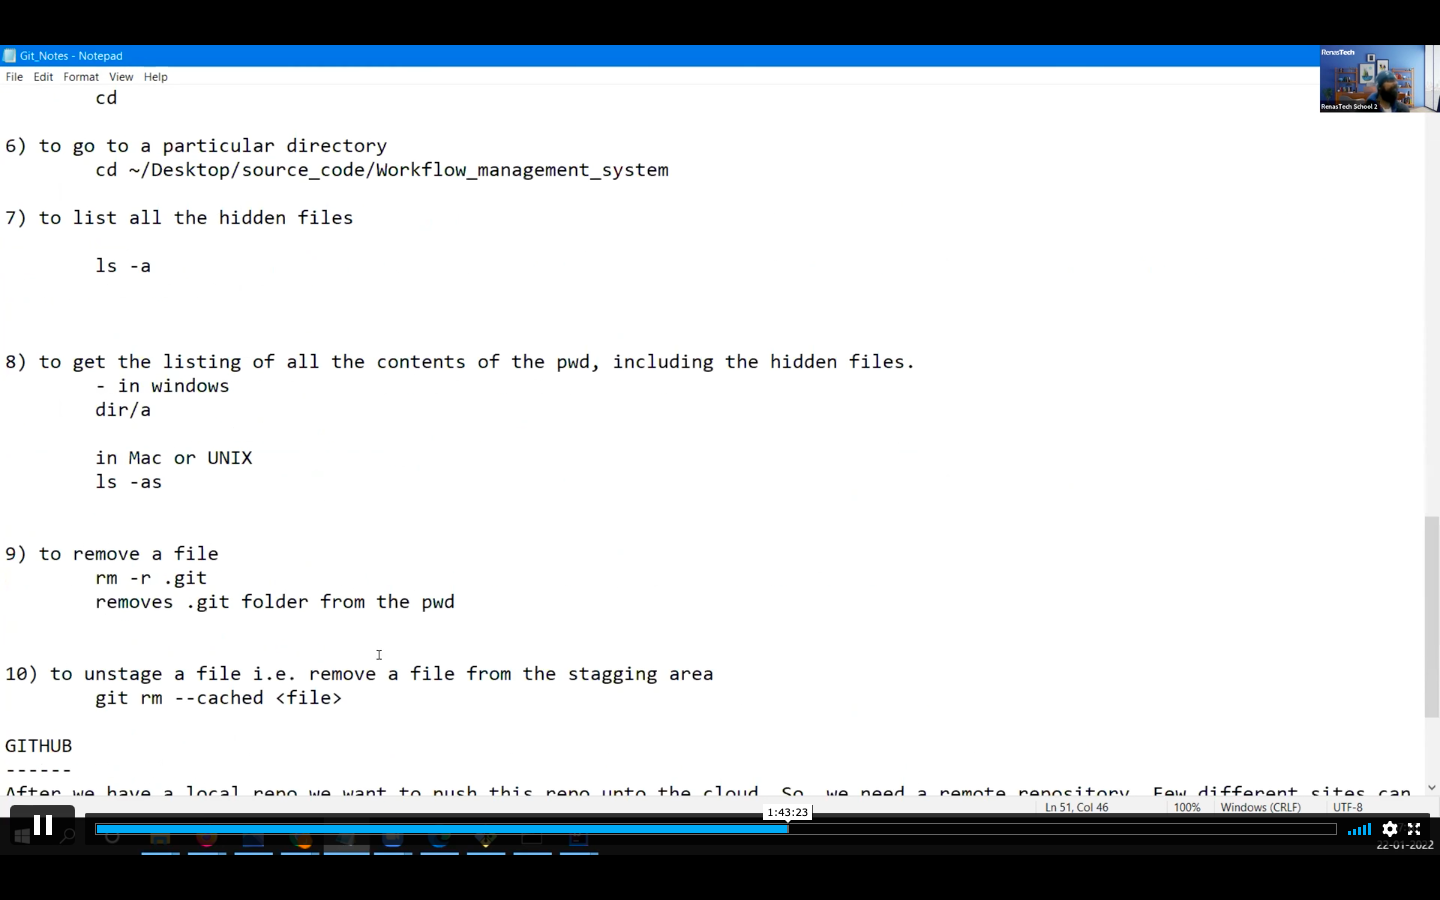 Git_Notes - Notepad
RenasTech
File Edit Format View Help
RenasTech School 2
cd
6) to go to a particular directory
cd ~/Desktop/source_code/Workflow_management_system
7) to list all the hidden files
ls -a
8) to get the listing of all the contents of the pwd, including the hidden files.
- in windows
dir/a
in Mac or UNIX
ls -as
9) to remove a file
rm -r .git
removes .git folder from the pwd
10) to unstage a file i.e. remove a file from the stagging area
git rm --cached <file>
GITHUB
------
After we have a local repo we want to push this repo unto the cloud. So, we need a remote repository. Few different sites can
Ln 51, Col 46 100% Windows (CRLF) UTF-8
1:43:23
22-01-2022